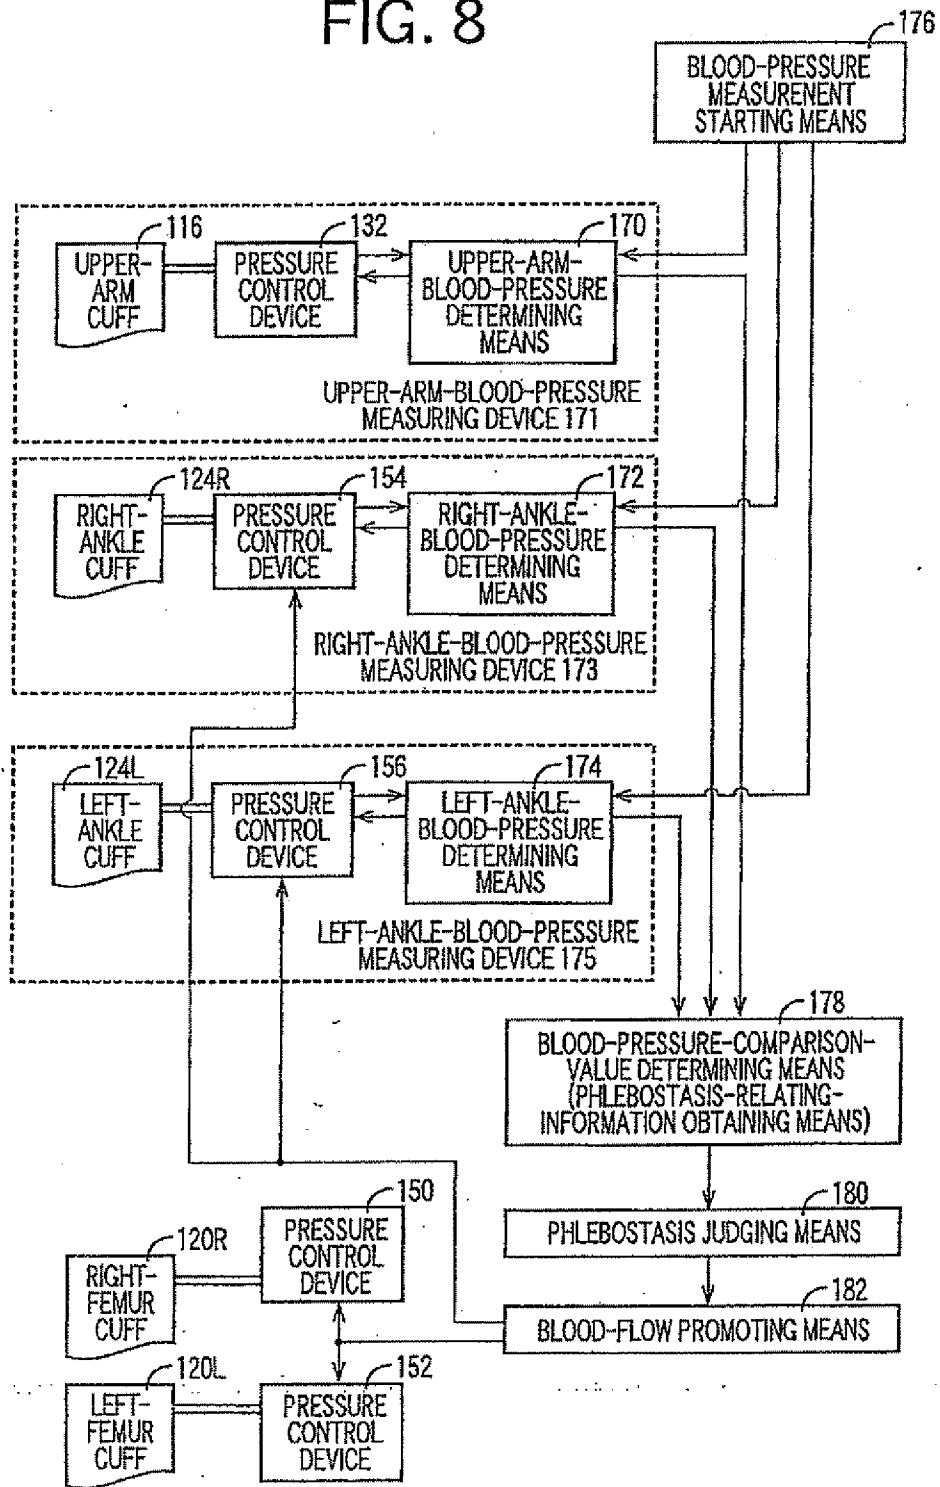 FIG. 8
176
BLOOD-PRESSURE
MEASURENENT
STARTING MEANS
116
UPPER-
ARM
CUFF
132
PRESSURE
CONTROL
DEVICE
170
UPPER-ARM-
BLOOD-PRESSURE
DETERMINING
MEANS
UPPER-ARM-BLOOD-PRESSURE
MEASURING DEVICE 171
124R
RIGHT-
ANKLE
CUFF
154
PRESSURE
CONTROL
DEVICE
172
RIGHT-ANKLE-
BLOOD-PRESSURE
DETERMINING
MEANS
RIGHT-ANKLE-BLOOD-PRESSURE
MEASURING DEVICE 173
124L
LEFT-
ANKLE
CUFF
156
PRESSURE
CONTROL
DEVICE
174
LEFT-ANKLE-
BLOOD-PRESSURE
DETERMINING
MEANS
LEFT-ANKLE-BLOOD-PRESSURE
MEASURING DEVICE 175
178
BLOOD-PRESSURE-COMPARISON-
VALUE DETERMINING MEANS
(PHLEBOSTASIS-RELATING-
INFORMATION OBTAINING MEANS)
180
PHLEBOSTASIS JUDGING MEANS
182
BLOOD-FLOW PROMOTING MEANS
120R
RIGHT-
FEMUR
CUFF
150
PRESSURE
CONTROL
DEVICE
120L
LEFT-
FEMUR
CUFF
152
PRESSURE
CONTROL
DEVICE